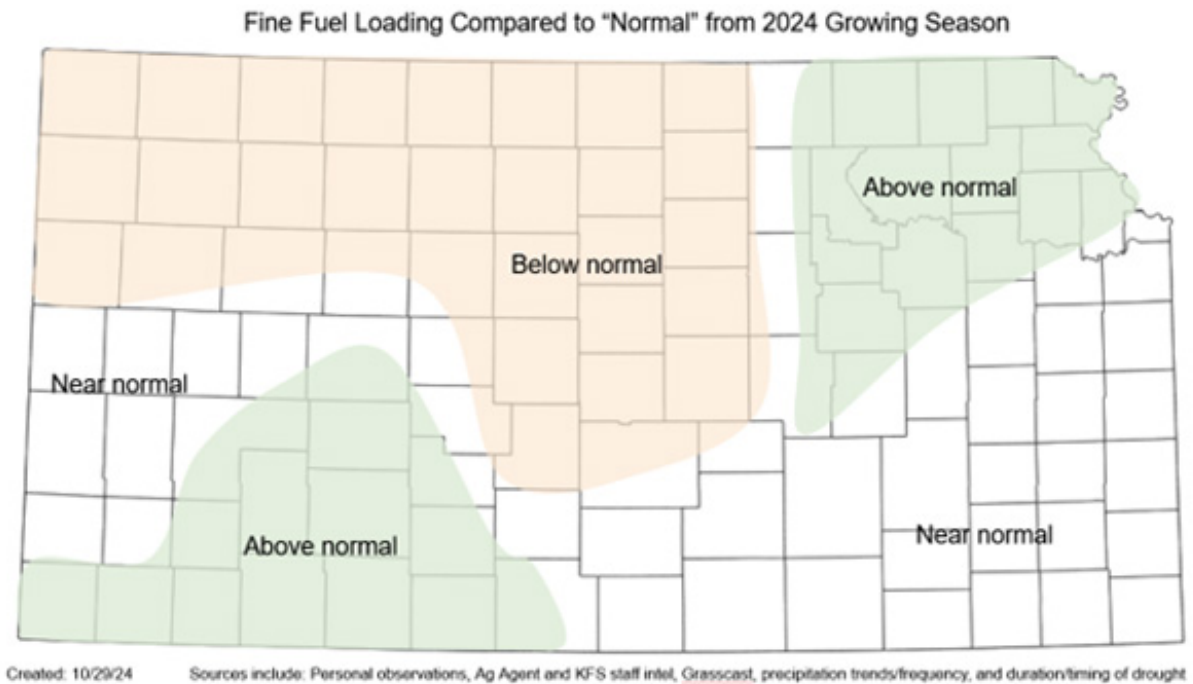 Fine Fuel Loading Compared to “Normal” from 2024 Growing Season
Above normal
Below normal
Near normal
Above normal
Near normal
Created: 10/29/24 Sources include: Personal observations, Ag Agent and KFS staff intel, Grasscast, precipitation trends/frequency, and duration/timing of drought